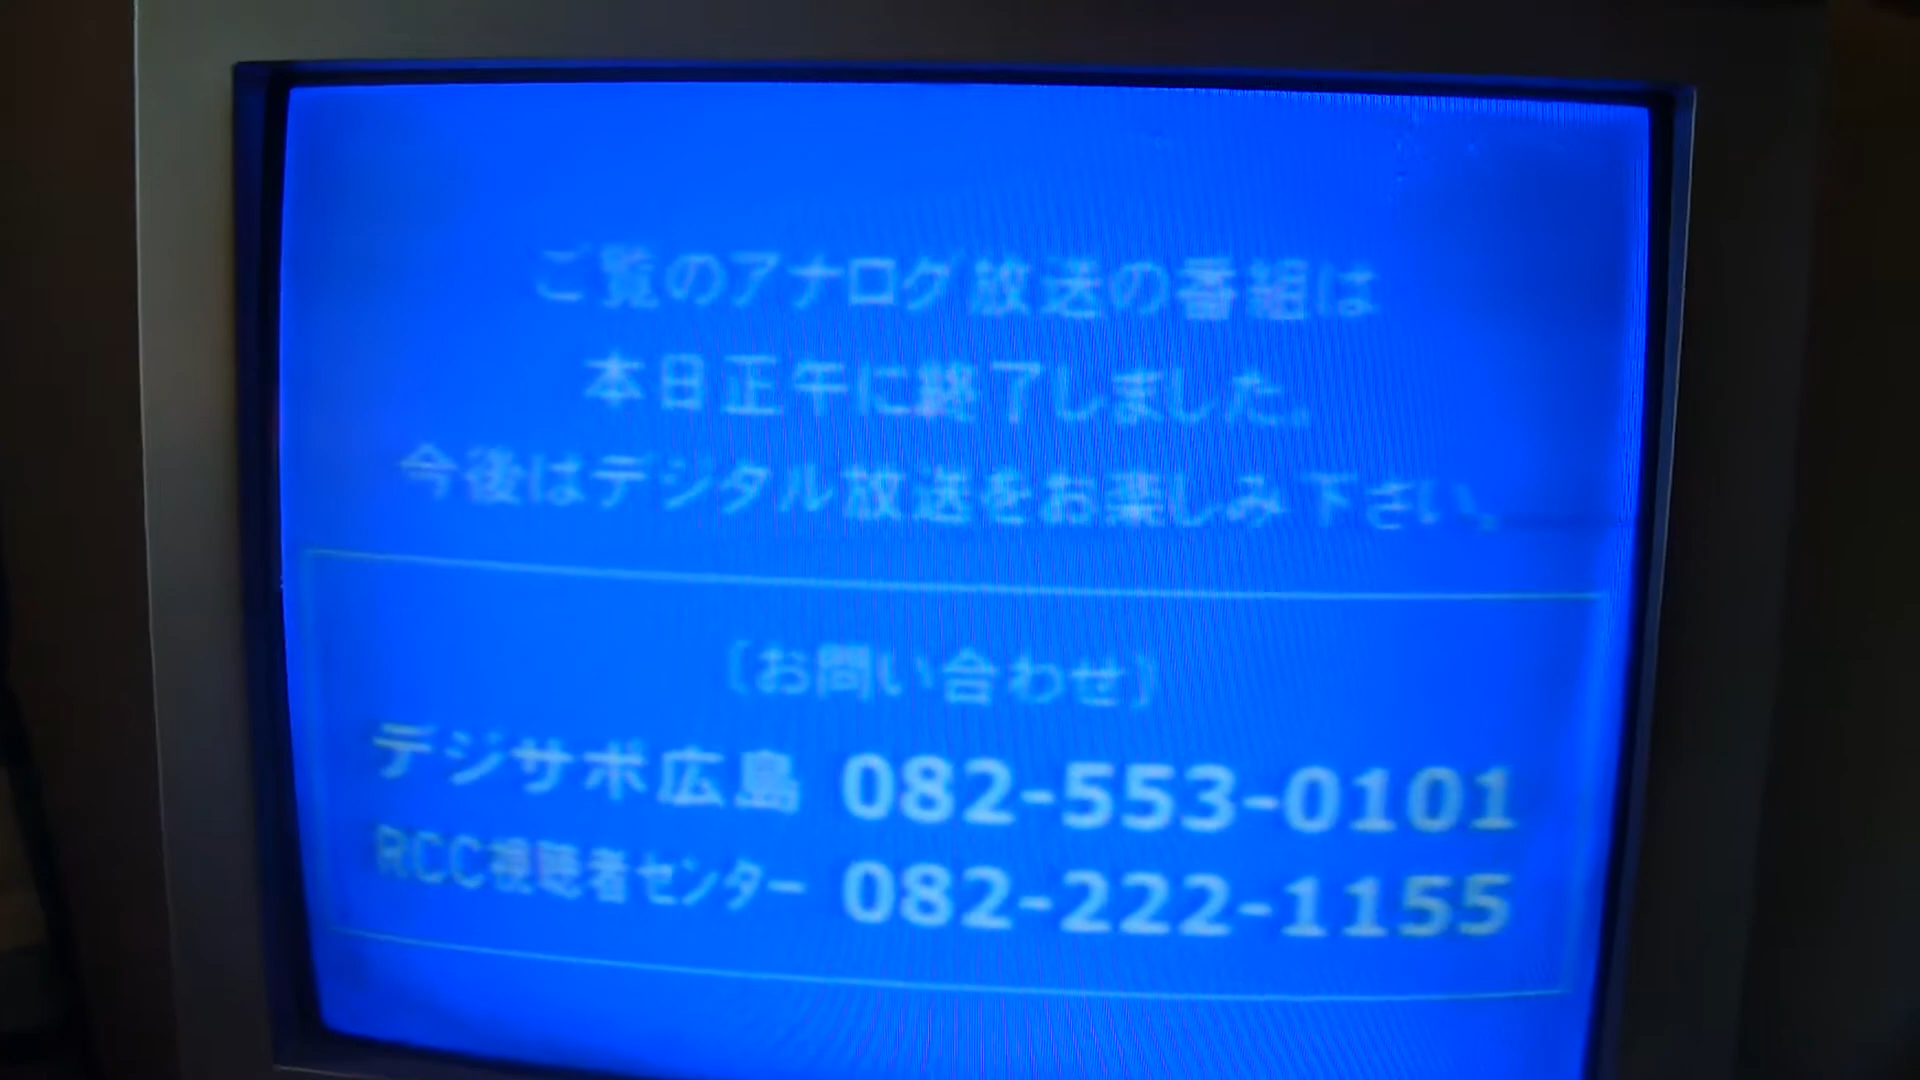 ご覧のアナログ放送の番組は
本日正午に終了しました。
今後はデジタル放送をお楽しみ下さい。
〔お問い合わせ〕
デジサポ広島 082-553-0101
RCC視聴者センター 082-222-1155